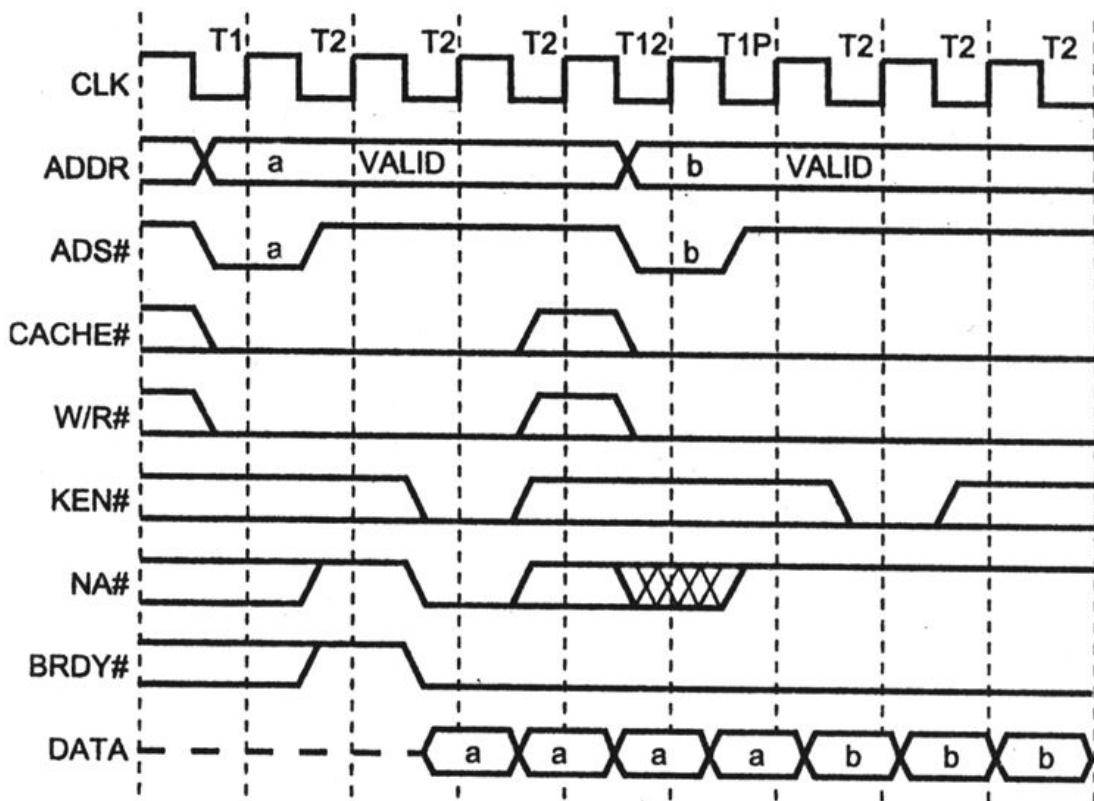 T1 T2 T2 T2 T12 T1P T2 T2 T2
CLK
ADDR a VALID b VALID
ADS# a b
CACHE#
W/R#
KEN#
NA#
BRDY#
DATA a a a a b b b